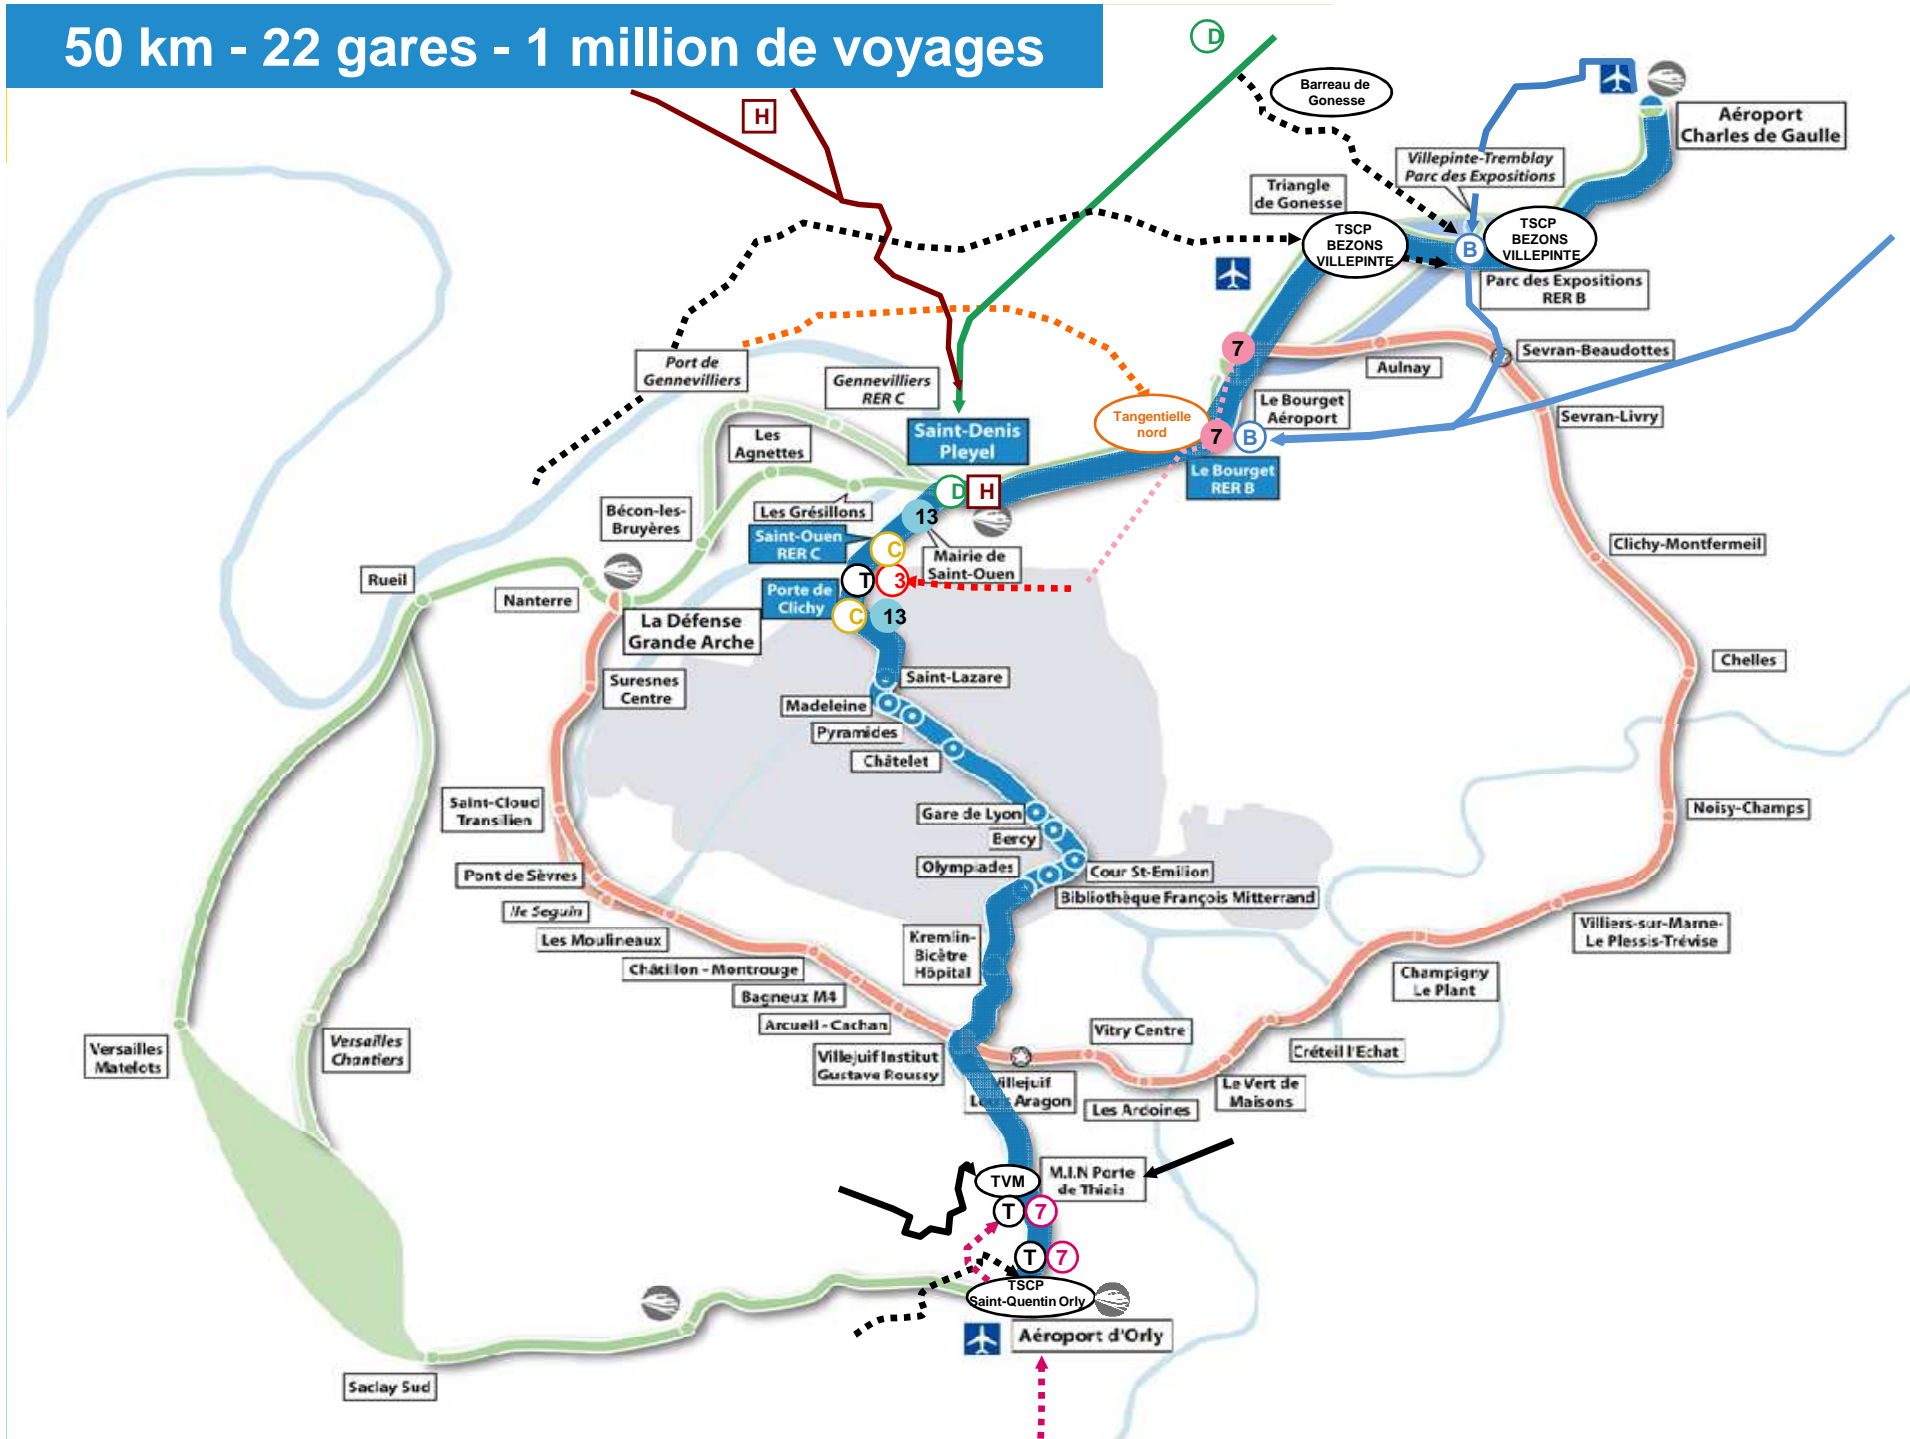 50 km - 22 gares - 1 million de voyages
D
H
Barreau de
Gonesse
Aéroport
Charles de Gaulle
Villepinte-Tremblay
Parc des Expositions
Triangle
de Gonesse
TSCP
BEZONS
VILLEPINTE
B
TSCP
BEZONS
VILLEPINTE
Parc des Expositions
RER B
Port de
Gennevilliers
Gennevilliers
RER C
7
Aulnay
Sevran-Beaudottes
Sevran-Livry
Le Bourget
Aéroport
Tangentielle
nord
7
B
Le Bourget
RER B
Saint-Denis
Pleyel
Les
Agnettes
D
H
Les Grésillons
Bécon-les-
Bruyères
13
Saint-Ouen
RER C
C
Mairie de
Saint-Ouen
T
3
Porte de
Clichy
C
13
Clichy-Montfermeil
Rueil
Nanterre
La Défense
Grande Arche
Suresnes
Centre
Saint-Lazare
Madeleine
Pyramides
Châtelet
Chelles
Saint-Cloud
Transilien
Gare de Lyon
Bercy
Noisy-Champs
Olympiades
Cour St-Emilion
Bibliothèque François Mitterrand
Pont de Sèvres
Ile Seguin
Les Moulineaux
Châtillon - Montrouge
Bagneux M4
Arcueil - Cachan
Kremlin-
Bicêtre
Hôpital
Villiers-sur-Marne-
Le Plessis-Trévise
Champigny
Le Plant
Créteil l'Echat
Vitry Centre
Le Vert de
Maisons
Les Ardoines
Villejuif Institut
Gustave Roussy
Villejuif
Louis Aragon
Versailles
Matelots
Versailles
Chantiers
TVM
M.I.N Porte
de Thiais
T
7
T
7
TSCP
Saint-Quentin Orly
Aéroport d'Orly
Saclay Sud